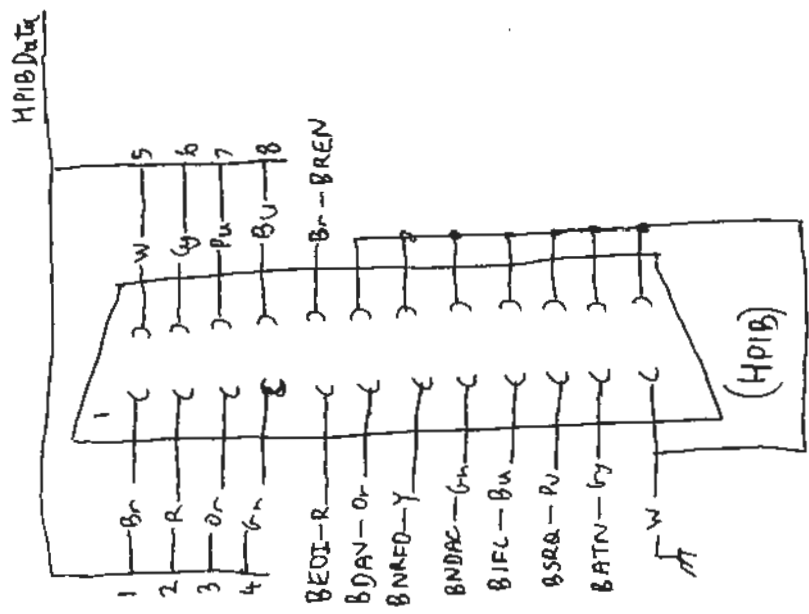 HPIB Data
1 Br
2 R
3 Or
4 Gn
BEOI-R
BDAV-Or
BNRFD-Y
BNDAC-Gn
BIFC-Bu
BSRQ-Pu
BATN-Gy
W
1
W 5
Gy 6
Pu 7
Bu 8
Br-BREN
(HPIB)